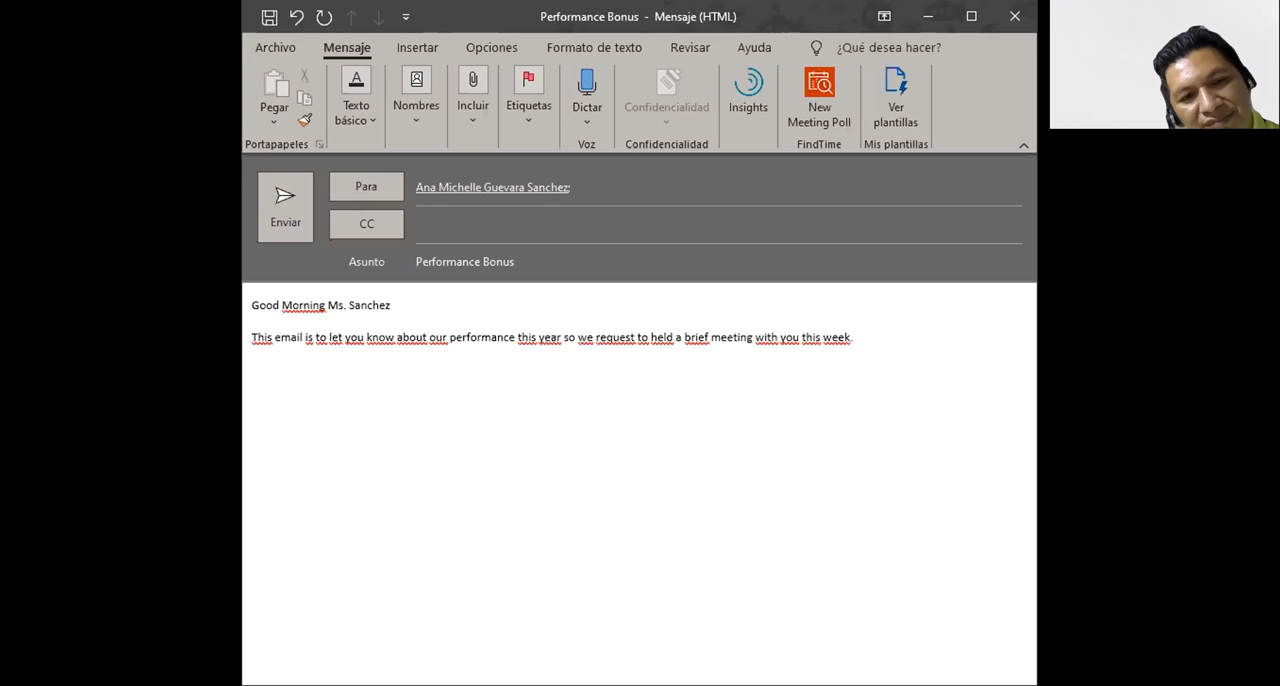 Performance Bonus - Mensaje (HTML)
Archivo Mensaje Insertar Opciones Formato de texto Revisar Ayuda ¿Qué desea hacer?
Pegar
Texto básico
Nombres
Incluir
Etiquetas
Dictar
Confidencialidad
Insights
New Meeting Poll
Ver plantillas
Portapapeles Voz Confidencialidad FindTime Mis plantillas
Enviar
Para Ana Michelle Guevara Sanchez;
CC
Asunto Performance Bonus
Good Morning Ms. Sanchez
This email is to let you know about our performance this year so we request to held a brief meeting with you this week.